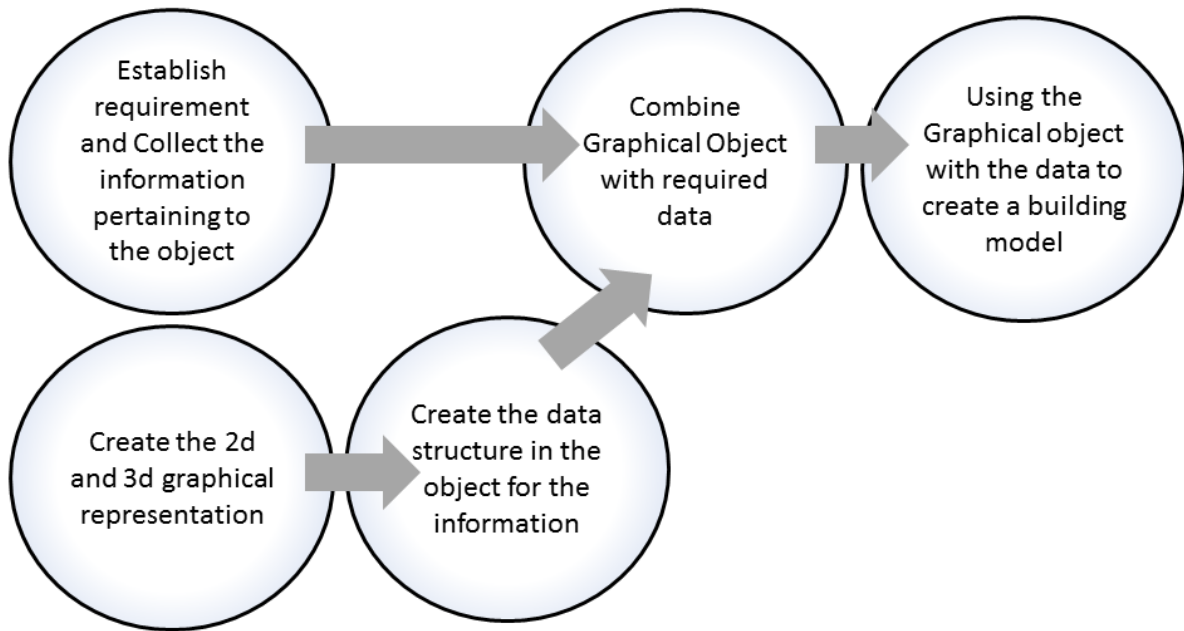 Establish
requirement
and Collect the
information
pertaining to
the object
Combine
Graphical Object
with required
data
Using the
Graphical object
with the data to
create a building
model
Create the 2d
and 3d graphical
representation
Create the data
structure in the
object for the
information